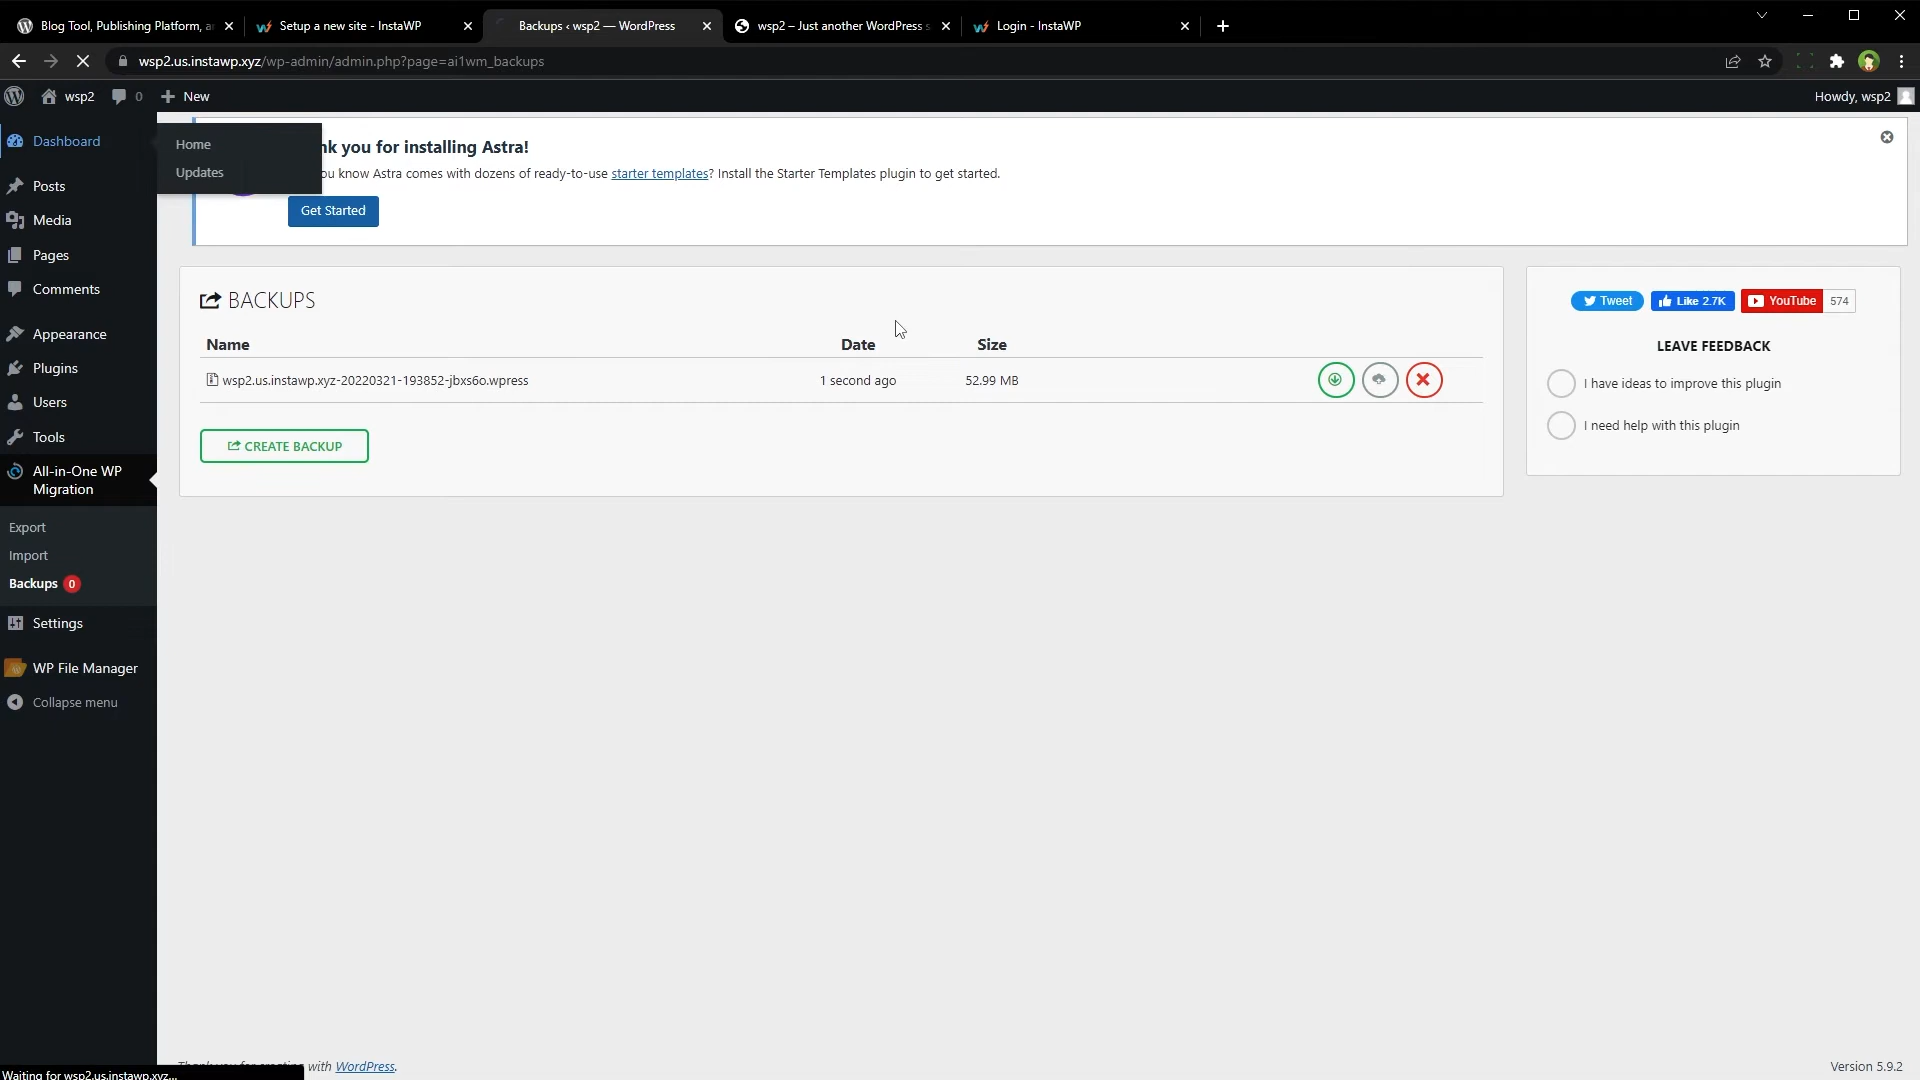 Blog Tool, Publishing Platform, a
Setup a new site - InstaWP
Backups ‹ wsp2 — WordPress
wsp2 – Just another WordPress s
Login - InstaWP
wsp2.us.instawp.xyz/wp-admin/admin.php?page=ai1wm_backups
wsp2
0
New
Howdy, wsp2
Dashboard
Home
Updates
nk you for installing Astra!
ou know Astra comes with dozens of ready-to-use starter templates? Install the Starter Templates plugin to get started.
Get Started
Posts
Media
Pages
Comments
Appearance
Plugins
Users
Tools
All-in-One WP
Migration
Export
Import
Backups 0
Settings
WP File Manager
Collapse menu
BACKUPS
Name Date Size
wsp2.us.instawp.xyz-20220321-193852-jbxs6o.wpress 1 second ago 52.99 MB
CREATE BACKUP
Tweet
Like 2.7K
YouTube 574
LEAVE FEEDBACK
I have ideas to improve this plugin
I need help with this plugin
with WordPress.
Version 5.9.2
Waiting for wsp2.us.instawp.xyz...